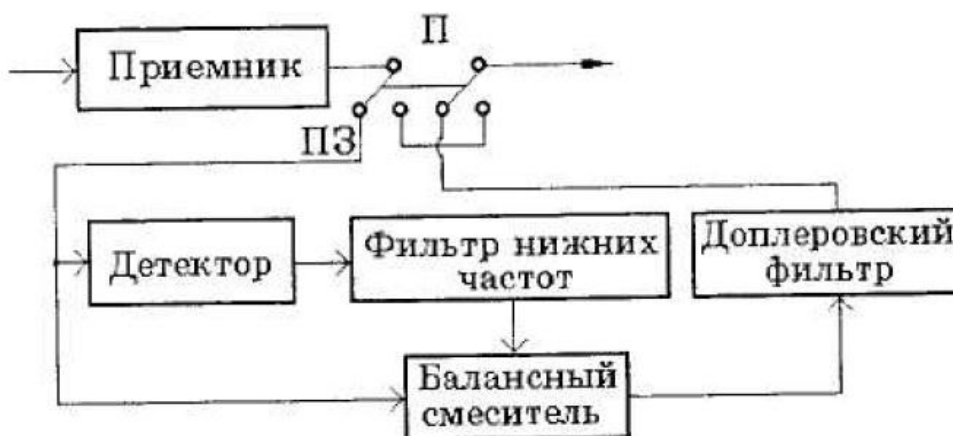 П
Приемник
ПЗ
Детектор
Фильтр нижних
частот
Доплеровский
фильтр
Балансный
смеситель